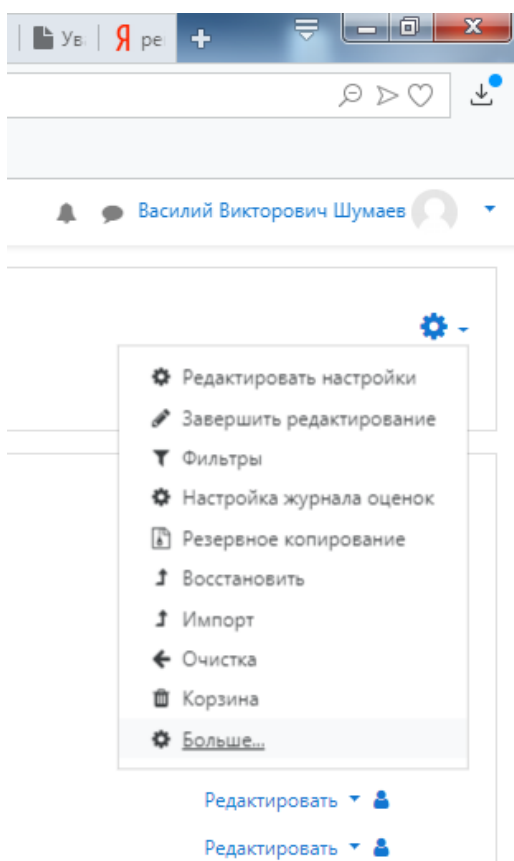 Ув
Я ре
Василий Викторович Шумаев
Редактировать настройки
Завершить редактирование
Фильтры
Настройка журнала оценок
Резервное копирование
Восстановить
Импорт
Очистка
Корзина
Больше...
Редактировать
Редактировать